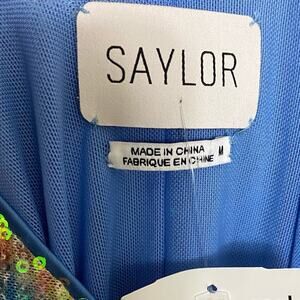 SAYLOR
MADE IN CHINA
FABRIQUE EN CHINE
M